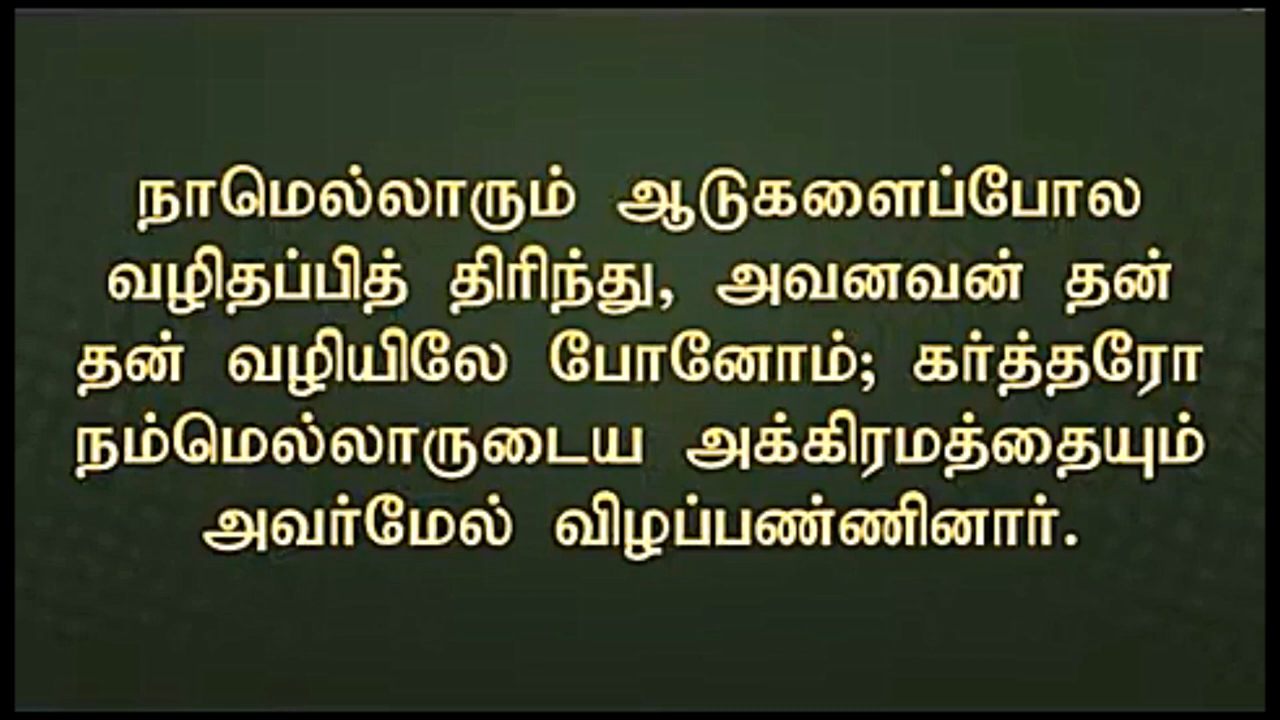 நாமெல்லாரும் ஆடுகளைப்போல
வழிதப்பித் திரிந்து, அவனவன் தன்
தன் வழியிலே போனோம்; கர்த்தரோ
நம்மெல்லாருடைய அக்கிரமத்தையும்
அவர்மேல் விழப்பண்ணினார்.